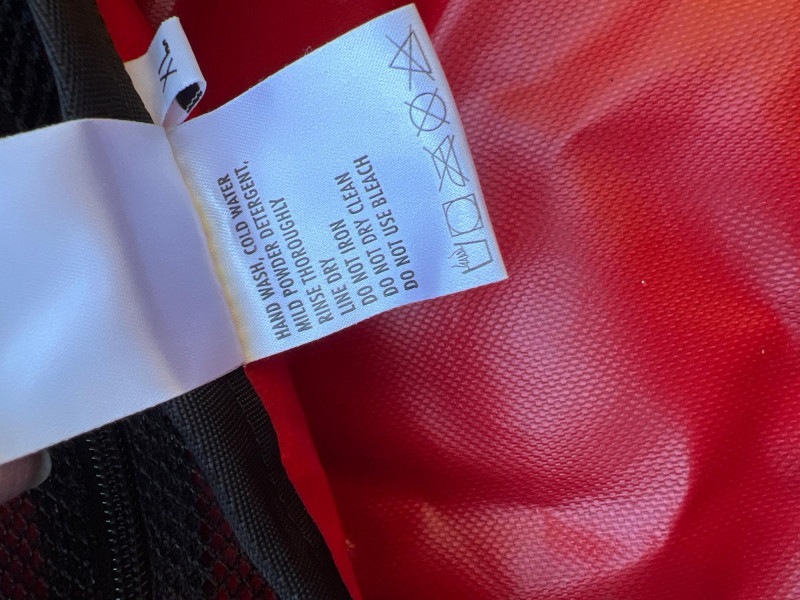 XL
HAND WASH, COLD WATER
MILD POWDER DETERGENT,
RINSE THOROUGHLY
LINE DRY
DO NOT IRON
DO NOT DRY CLEAN
DO NOT USE BLEACH